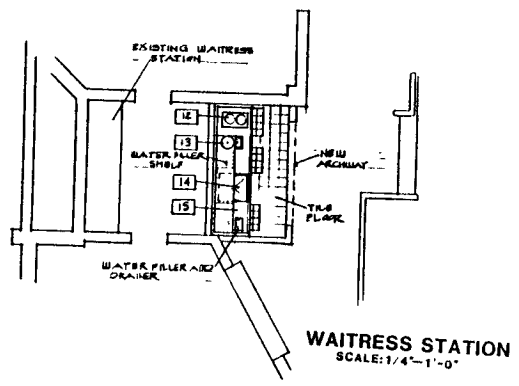 EXISTING WAITRESS
STATION
12
13
WATER FILLER
SHELF
14
15
NEW
ARCHWAY
TILE
FLOOR
WATER FILLER AND
DRAINER
WAITRESS STATION
SCALE: 1/4"-1'-0"